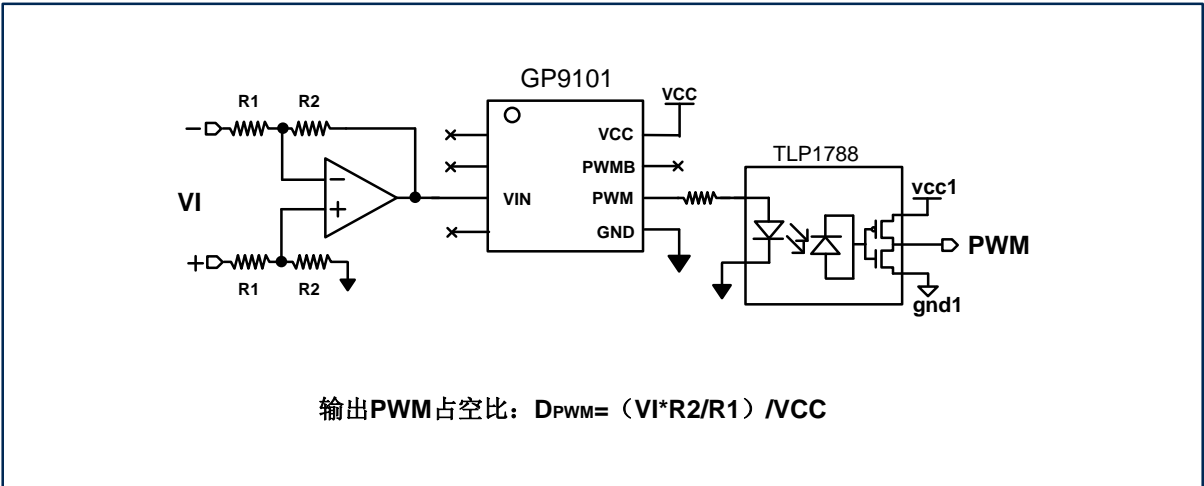 GP9101
VCC
R1
R2
VCC
PWMB
TLP1788
VI
VIN
PWM
vcc1
GND
PWM
R1
R2
gnd1
输出PWM占空比：DPWM=（VI*R2/R1）/VCC